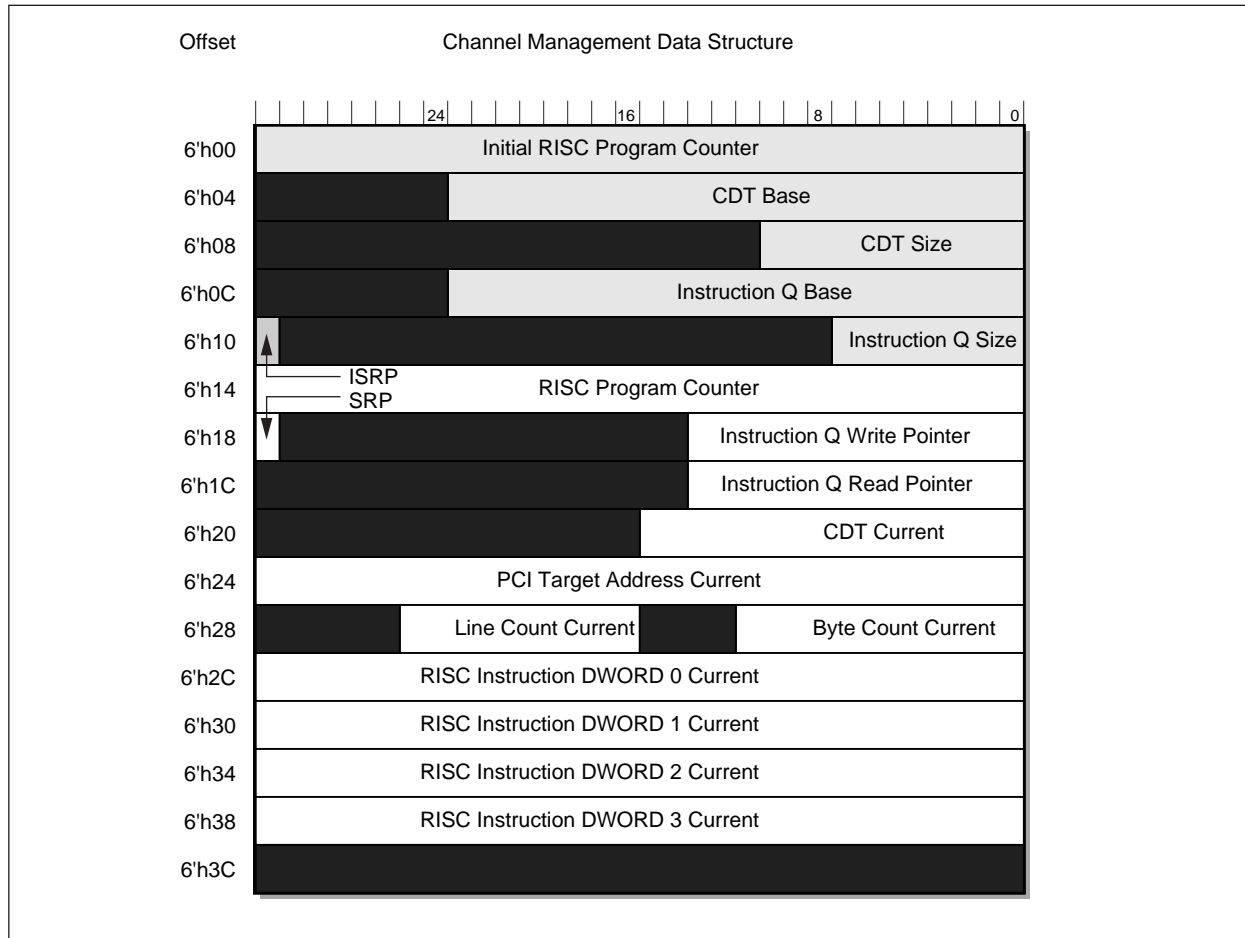 Offset Channel Management Data Structure
24 16 8 0
6'h00 Initial RISC Program Counter
6'h04 CDT Base
6'h08 CDT Size
6'h0C Instruction Q Base
6'h10 Instruction Q Size
ISRP
6'h14 RISC Program Counter
SRP
6'h18 Instruction Q Write Pointer
6'h1C Instruction Q Read Pointer
6'h20 CDT Current
6'h24 PCI Target Address Current
6'h28 Line Count Current Byte Count Current
6'h2C RISC Instruction DWORD 0 Current
6'h30 RISC Instruction DWORD 1 Current
6'h34 RISC Instruction DWORD 2 Current
6'h38 RISC Instruction DWORD 3 Current
6'h3C